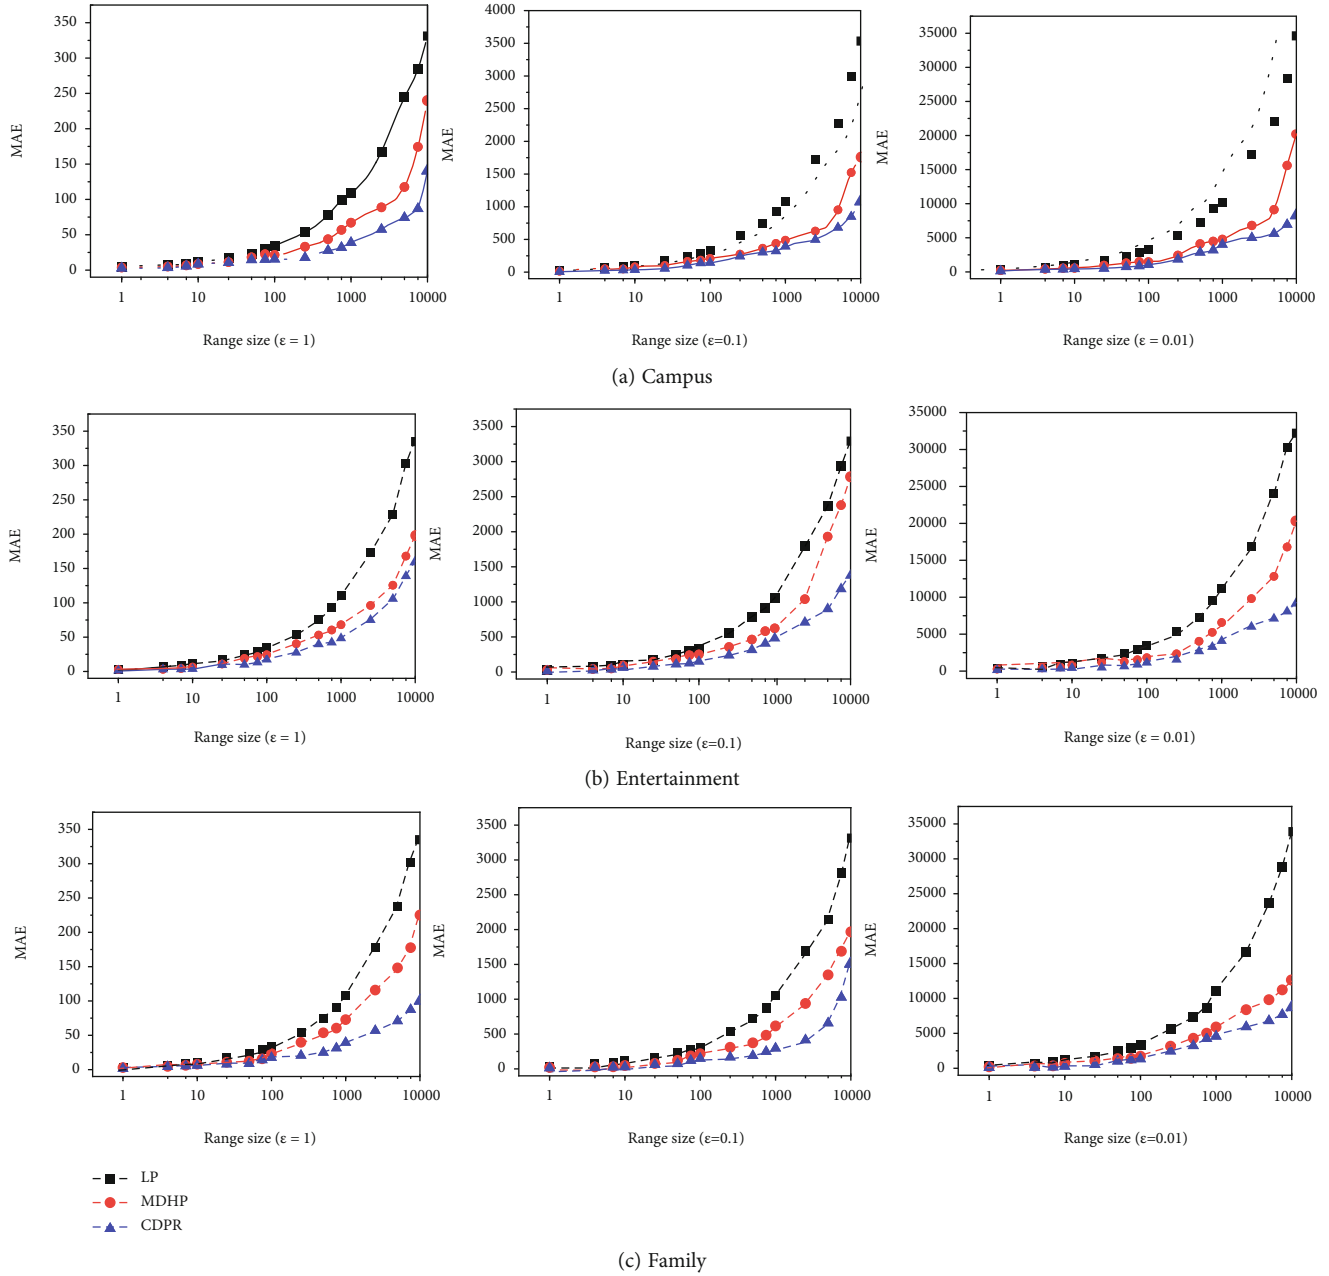 350
300
250
200
150
100
50
0
MAE
1 10 100 1000 10000
Range size (ε = 1)
4000
3500
3000
2500
2000
1500
1000
500
0
MAE
1 10 100 1000 10000
Range size (ε=0.1)
35000
30000
25000
20000
15000
10000
5000
0
1 10 100 1000 10000
Range size (ε = 0.01)
(a) Campus
350
300
250
200
150
100
50
0
MAE
1 10 100 1000 10000
Range size (ε = 1)
3500
3000
2500
2000
1500
1000
500
0
MAE
1 10 100 1000 10000
Range size (ε=0.1)
35000
30000
25000
20000
15000
10000
5000
0
MAE
1 10 100 1000 10000
Range size (ε = 0.01)
(b) Entertainment
350
300
250
200
150
100
50
0
MAE
1 10 100 1000 10000
Range size (ε = 1)
3500
3000
2500
2000
1500
1000
500
0
MAE
1 10 100 1000 10000
Range size (ε=0.1)
35000
30000
25000
20000
15000
10000
5000
0
MAE
1 10 100 1000 10000
Range size (ε=0.01)
LP
MDHP
CDPR
(c) Family